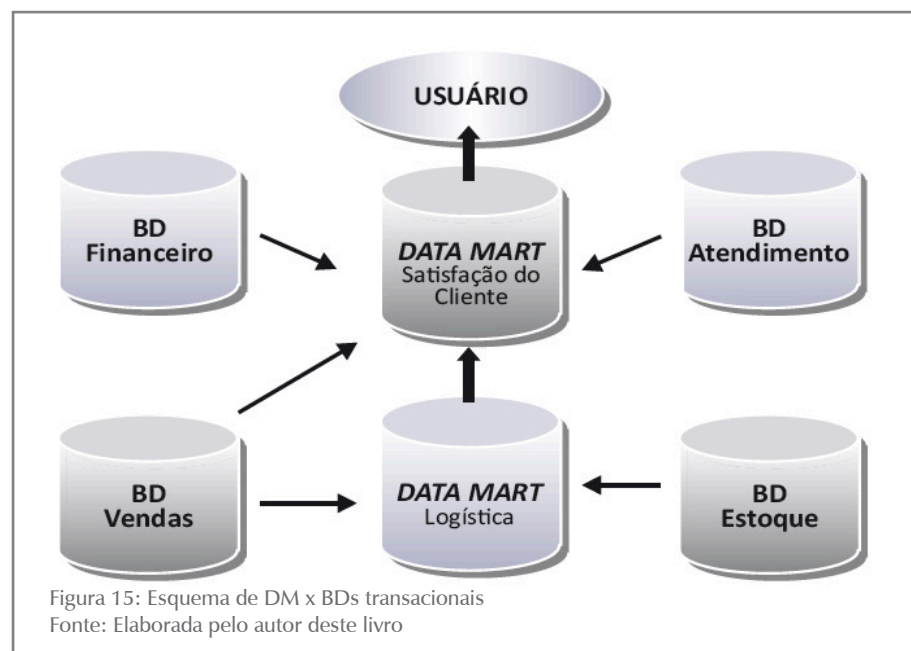 USUÁRIO
BD
Financeiro
DATA MART
Satisfação do
Cliente
BD
Atendimento
BD
Vendas
DATA MART
Logística
BD
Estoque
Figura 15: Esquema de DM x BDs transacionais
Fonte: Elaborada pelo autor deste livro